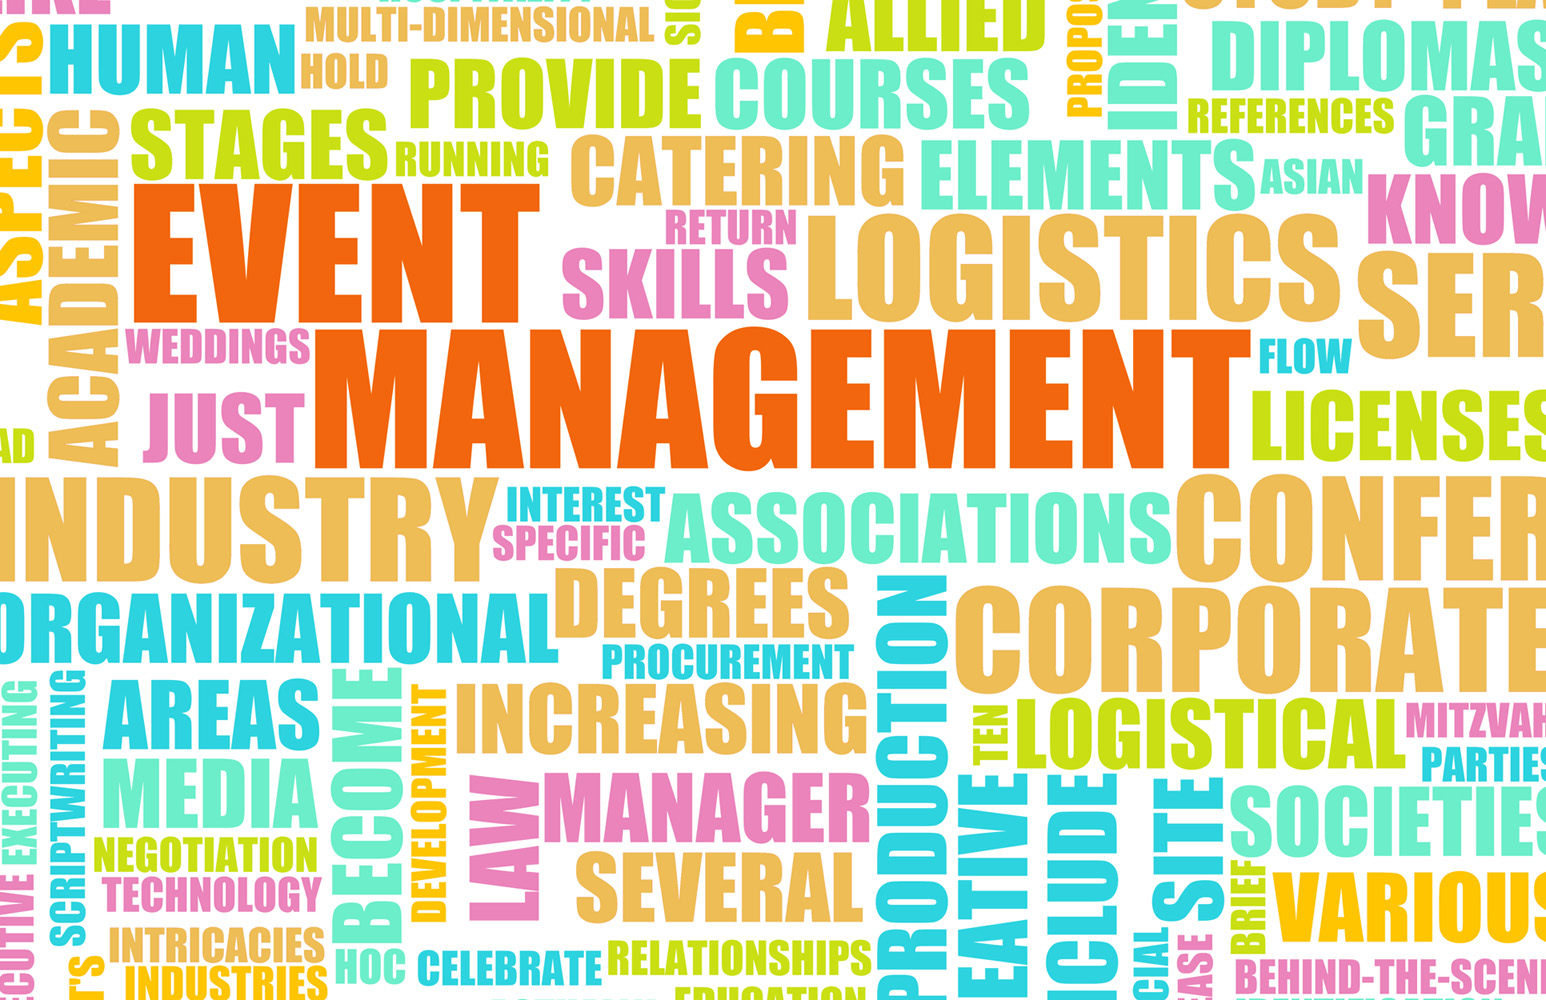 MULTI-DIMENSIONAL
ALLIED
HUMAN
HOLD
DIPLOMAS
PROVIDE
COURSES
REFERENCES
STAGES
RUNNING
CATERING
ELEMENTS
ASIAN
ASPECTS
ACADEMIC
EVENT
RETURN
SKILLS
LOGISTICS
KNOW
SER
WEDDINGS
MANAGEMENT
FLOW
JUST
LICENSES
AD
INDUSTRY
INTEREST
SPECIFIC
ASSOCIATIONS
CONFER
ORGANIZATIONAL
DEGREES
PROCUREMENT
CORPORATE
PRODUCTION
EXECUTING
SCRIPTWRITING
AREAS
BECOME
DEVELOPMENT
INCREASING
TEN
LOGISTICAL
MITZVAH
PARTIES
MEDIA
LAW
MANAGER
EATIVE
SITE
SOCIETIES
NEGOTIATION
TECHNOLOGY
SEVERAL
BRIEF
VARIOUS
INTRICACIES
INDUSTRIES
HOC
CELEBRATE
RELATIONSHIPS
BEHIND-THE-SCEN
EDUCATION